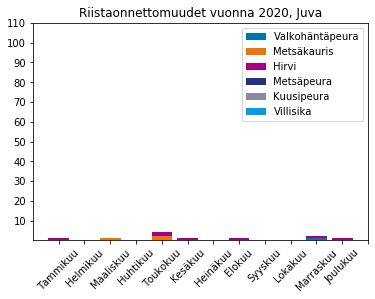 Riistaonnettomuudet vuonna 2020, Juva
110
100
90
80
70
60
50
40
30
20
10
Valkohäntäpeura
Metsäkauris
Hirvi
Metsäpeura
Kuusipeura
Villisika
Tammikuu
Helmikuu
Maaliskuu
Huhtikuu
Toukokuu
Kesäkuu
Heinäkuu
Elokuu
Syyskuu
Lokakuu
Marraskuu
Joulukuu